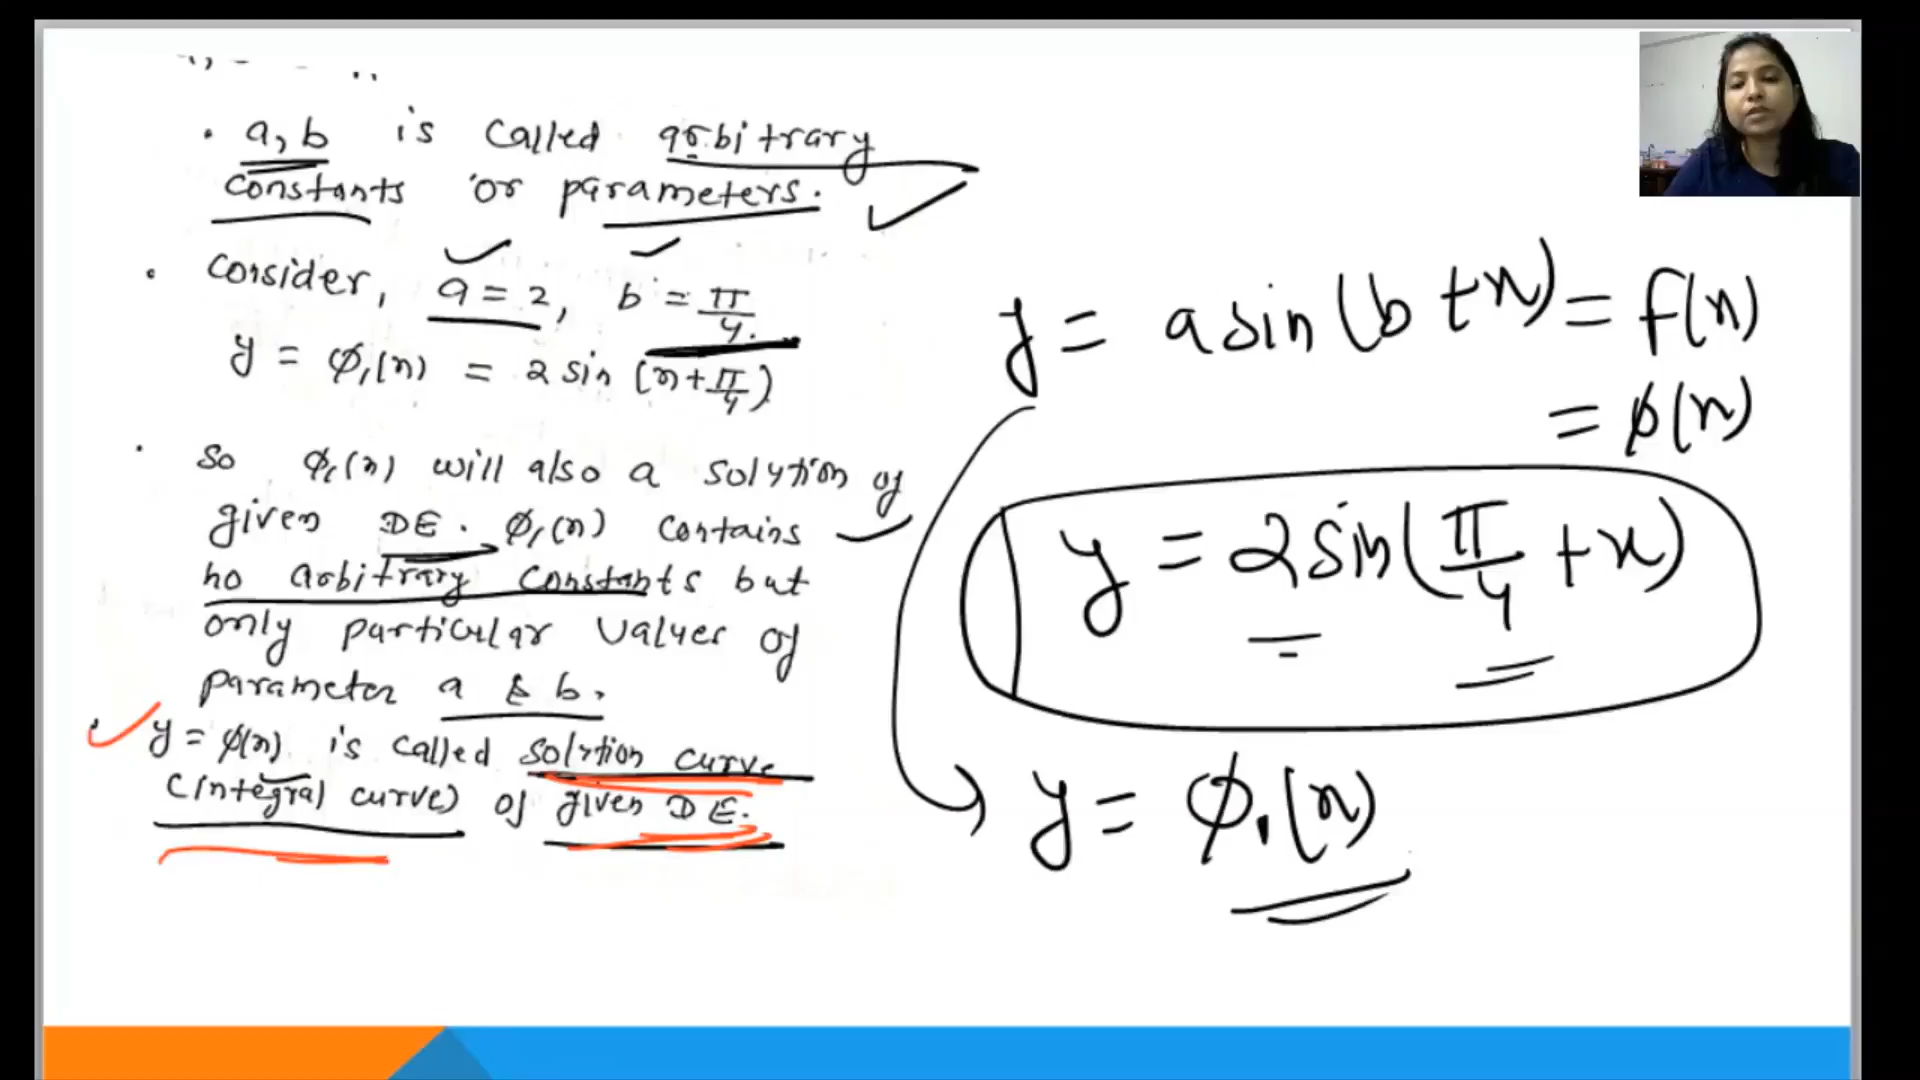 • a, b is called arbitrary
constants or parameters.
• consider, a = 2, b = π/4.
y = ϕ₁(x) = 2 sin (x + π/4)
• So ϕ₁(x) will also a solution of
given DE. ϕ₁(x) contains
no arbitrary constants but
only particular values of
parameter a & b.
• y = ϕ(x) is called solution curve
(integral curve) of given DE.
y = a sin (b + x) = f(x)
= ϕ(x)
y = 2 sin (π/4 + x)
y = ϕ₁(x)